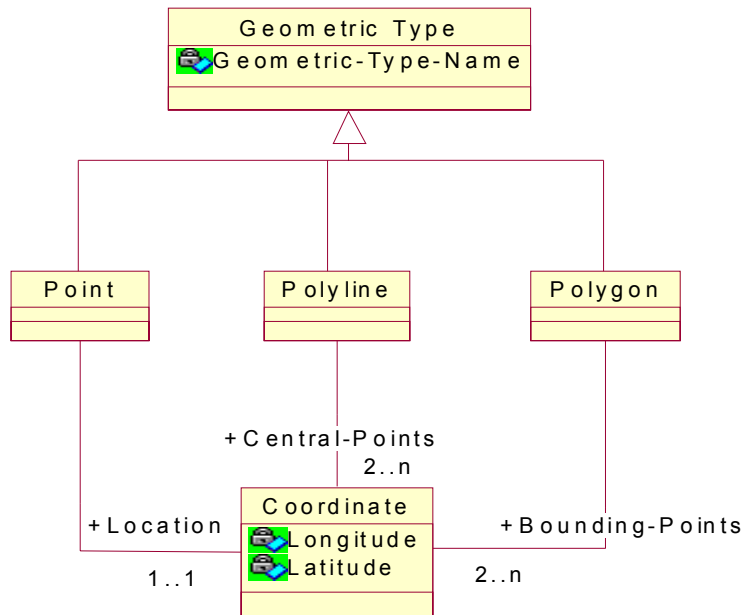 Geometric Type
Geometric-Type-Name
Point
Polyline
Polygon
+Central-Points
2..n
Coordinate
+Location
Longitude
+Bounding-Points
Latitude
1..1
2..n